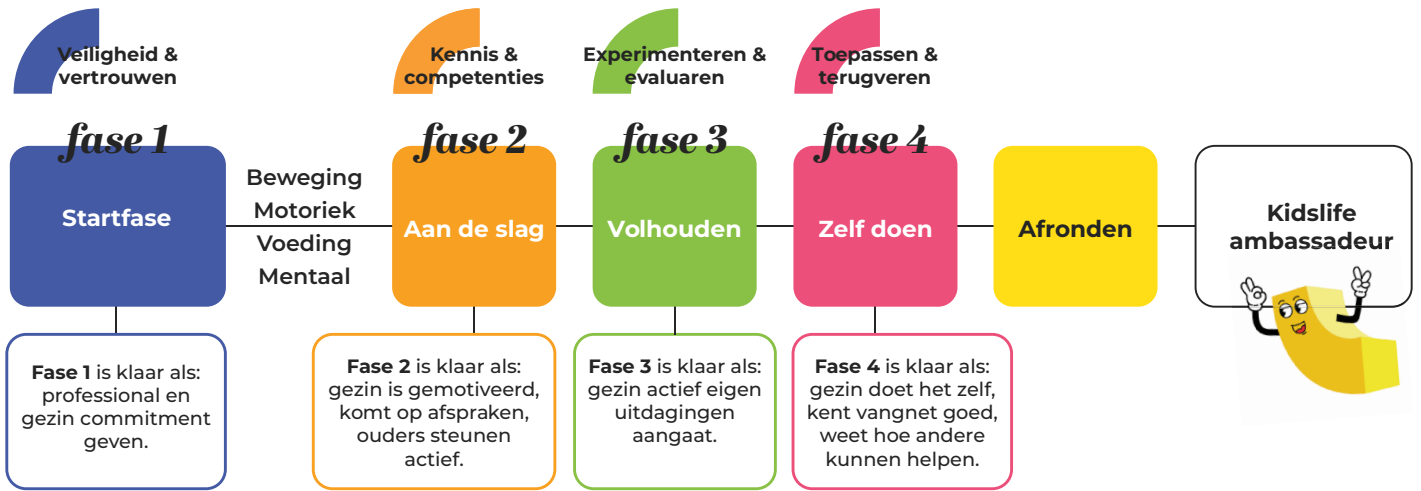 Veiligheid &
vertrouwen
Kennis &
competenties
Experimenteren &
evaluaren
Toepassen &
terugveren
fase 1
fase 2
fase 3
fase 4
Startfase
Beweging
Motoriek
Voeding
Mentaal
Aan de slag
Volhouden
Zelf doen
Afronden
Kidslife
ambassadeur
Fase 1 is klaar als:
professional en
gezin commitment
geven.
Fase 2 is klaar als:
gezin is gemotiveerd,
komt op afspraken,
ouders steunen
actief.
Fase 3 is klaar als:
gezin actief eigen
uitdagingen
aangaat.
Fase 4 is klaar als:
gezin doet het zelf,
kent vangnet goed,
weet hoe andere
kunnen helpen.